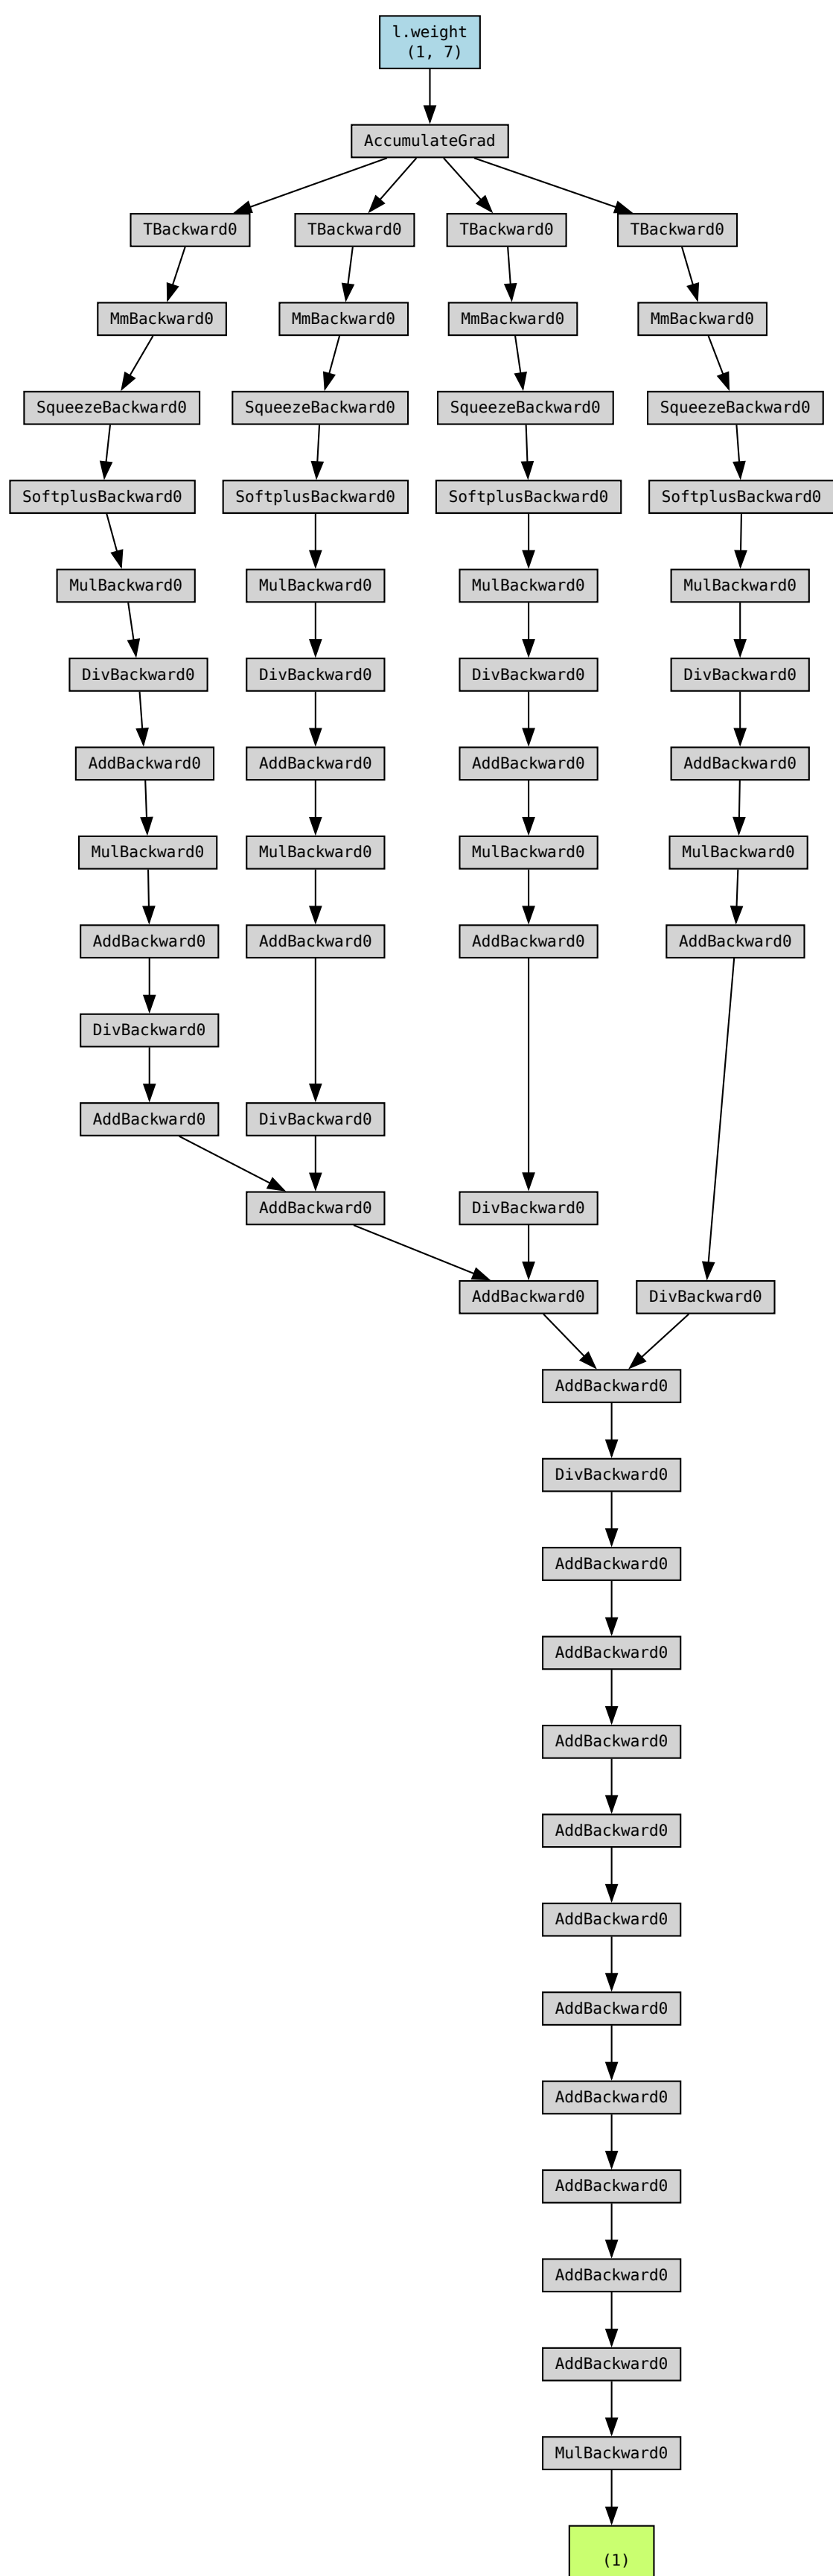 l.weight
(1, 7)
AccumulateGrad
TBackward0 TBackward0 TBackward0 TBackward0
MmBackward0 MmBackward0 MmBackward0 MmBackward0
SqueezeBackward0 SqueezeBackward0 SqueezeBackward0 SqueezeBackward0
SoftplusBackward0 SoftplusBackward0 SoftplusBackward0 SoftplusBackward0
MulBackward0 MulBackward0 MulBackward0 MulBackward0
DivBackward0 DivBackward0 DivBackward0 DivBackward0
AddBackward0 AddBackward0 AddBackward0 AddBackward0
MulBackward0 MulBackward0 MulBackward0 MulBackward0
AddBackward0 AddBackward0 AddBackward0 AddBackward0
DivBackward0
AddBackward0 DivBackward0
AddBackward0 DivBackward0
AddBackward0 DivBackward0
AddBackward0
DivBackward0
AddBackward0
AddBackward0
AddBackward0
AddBackward0
AddBackward0
AddBackward0
AddBackward0
AddBackward0
AddBackward0
AddBackward0
MulBackward0
(1)